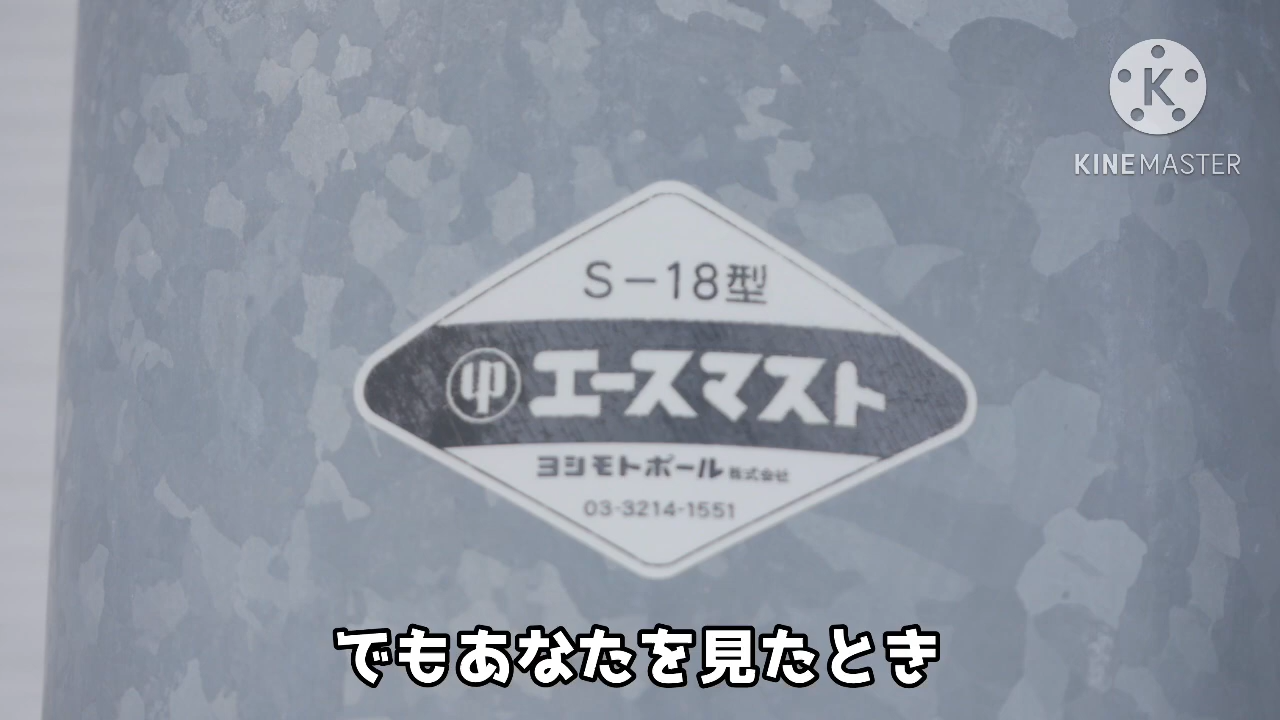 K
KINEMASTER
S-18型
エースマスト
ヨシモトポール株式会社
03-3214-1551
でもあなたを見たとき